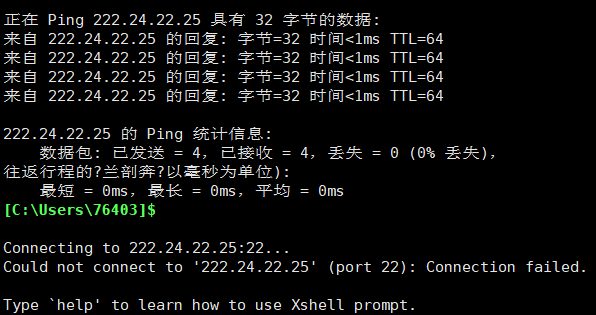 正在 Ping 222.24.22.25 具有 32 字节的数据:
来自 222.24.22.25 的回复: 字节=32 时间<1ms TTL=64
来自 222.24.22.25 的回复: 字节=32 时间<1ms TTL=64
来自 222.24.22.25 的回复: 字节=32 时间<1ms TTL=64
来自 222.24.22.25 的回复: 字节=32 时间<1ms TTL=64
222.24.22.25 的 Ping 统计信息:
数据包: 已发送 = 4，已接收 = 4，丢失 = 0 (0% 丢失)，
往返行程的?兰剖奔?以毫秒为单位):
最短 = 0ms，最长 = 0ms，平均 = 0ms
[C:\Users\76403]$
Connecting to 222.24.22.25:22...
Could not connect to '222.24.22.25' (port 22): Connection failed.
Type `help' to learn how to use Xshell prompt.